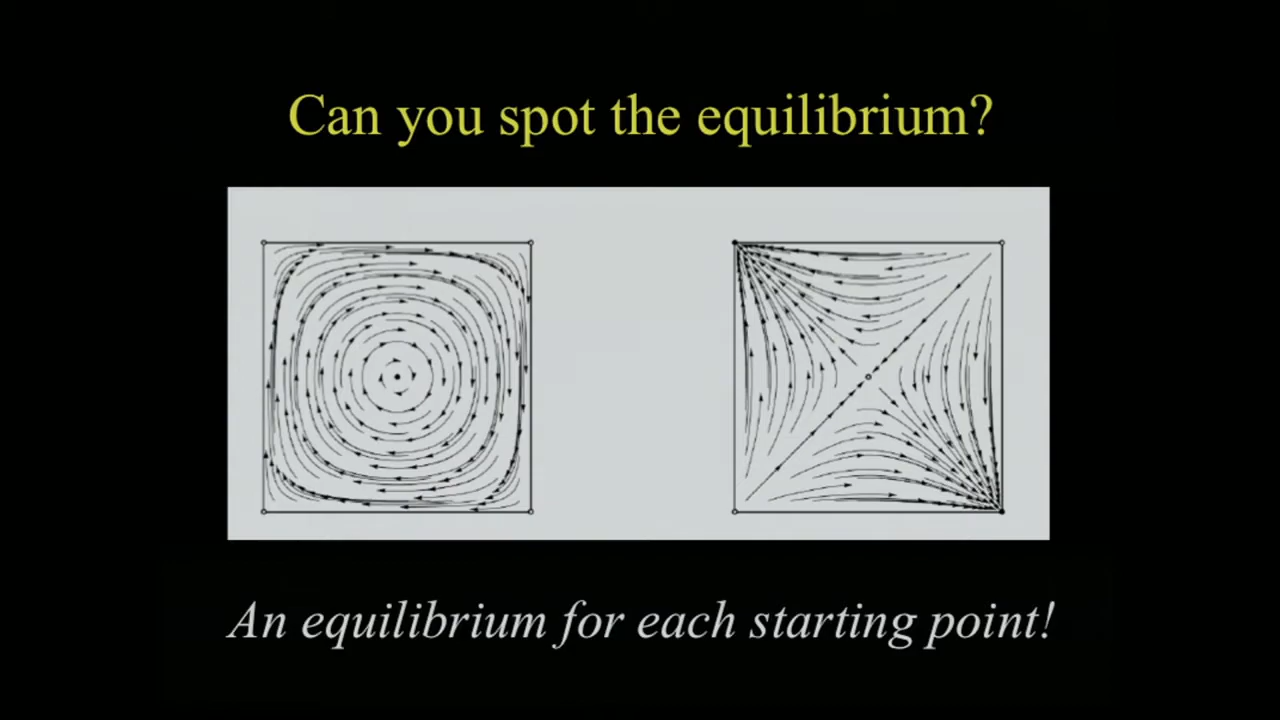 Can you spot the equilibrium?
An equilibrium for each starting point!